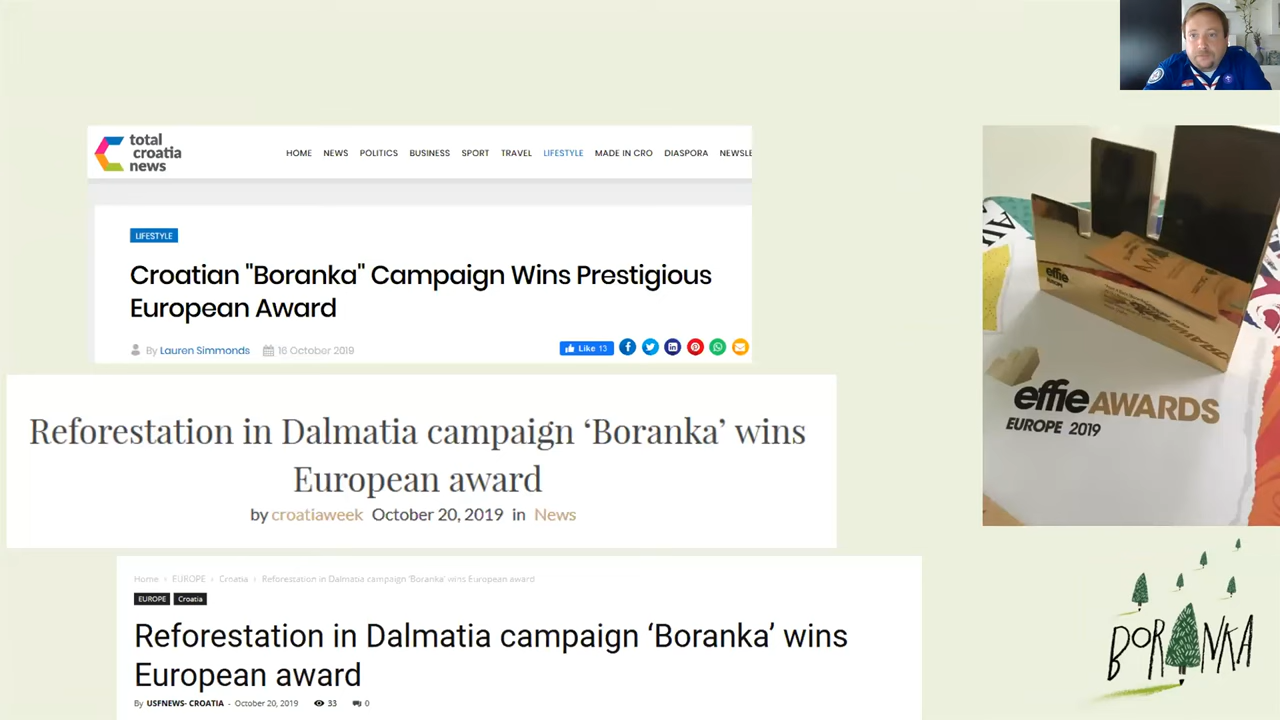 total
croatia
news
HOME NEWS POLITICS BUSINESS SPORT TRAVEL LIFESTYLE MADE IN CRO DIASPORA NEWSLE
LIFESTYLE
Croatian "Boranka" Campaign Wins Prestigious
European Award
By Lauren Simmonds 16 October 2019
Like 13
Reforestation in Dalmatia campaign ‘Boranka’ wins
European award
by croatiaweek October 20, 2019 in News
Home › EUROPE › Croatia › Reforestation in Dalmatia campaign ‘Boranka’ wins European award
EUROPE Croatia
Reforestation in Dalmatia campaign ‘Boranka’ wins
European award
By USFNEWS- CROATIA - October 20, 2019 33 0
effie
EUROPE
effie AWARDS
EUROPE 2019
BORANKA